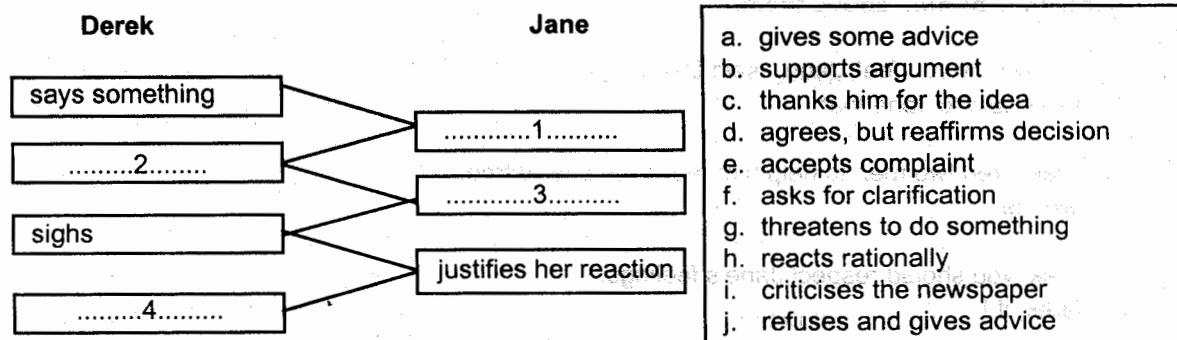 Derek
Jane
says something
............1..........
.........2........
............3..........
sighs
justifies her reaction
.........4.........
a. gives some advice
b. supports argument
c. thanks him for the idea
d. agrees, but reaffirms decision
e. accepts complaint
f. asks for clarification
g. threatens to do something
h. reacts rationally
i. criticises the newspaper
j. refuses and gives advice